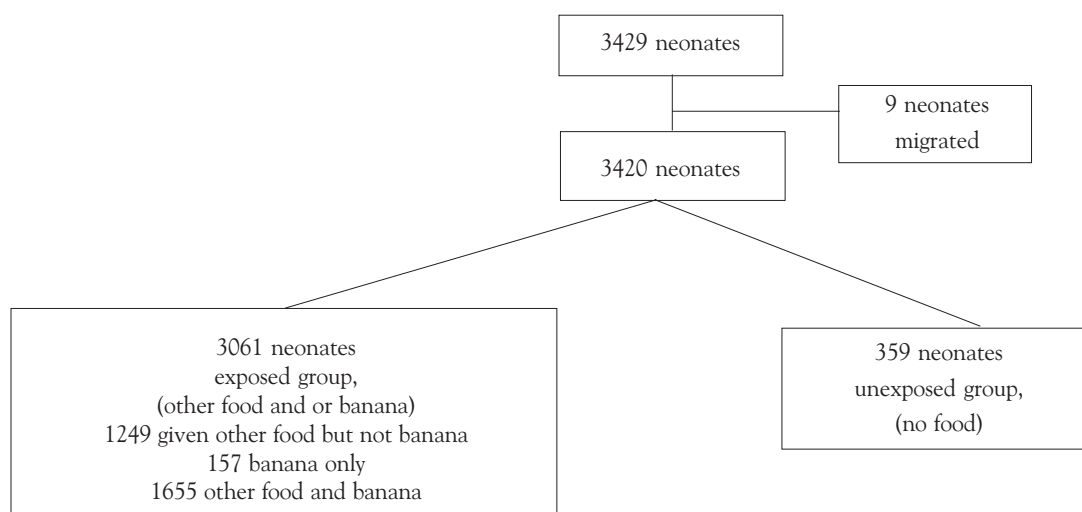 3429 neonates
9 neonates
migrated
3420 neonates
3061 neonates
exposed group,
(other food and or banana)
1249 given other food but not banana
157 banana only
1655 other food and banana
359 neonates
unexposed group,
(no food)